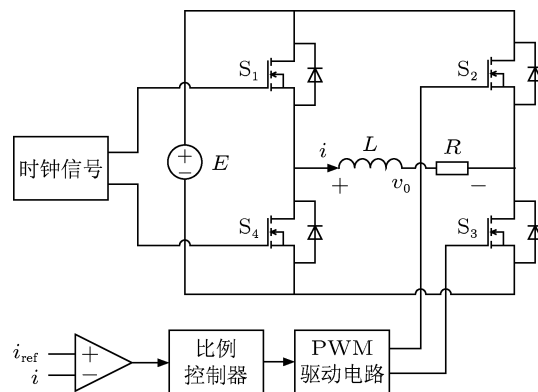 S₁
S₂
时钟信号
+
−
E
i
L
R
+
v₀
−
S₄
S₃
i_ref
+
i
−
比例
控制器
PWM
驱动电路